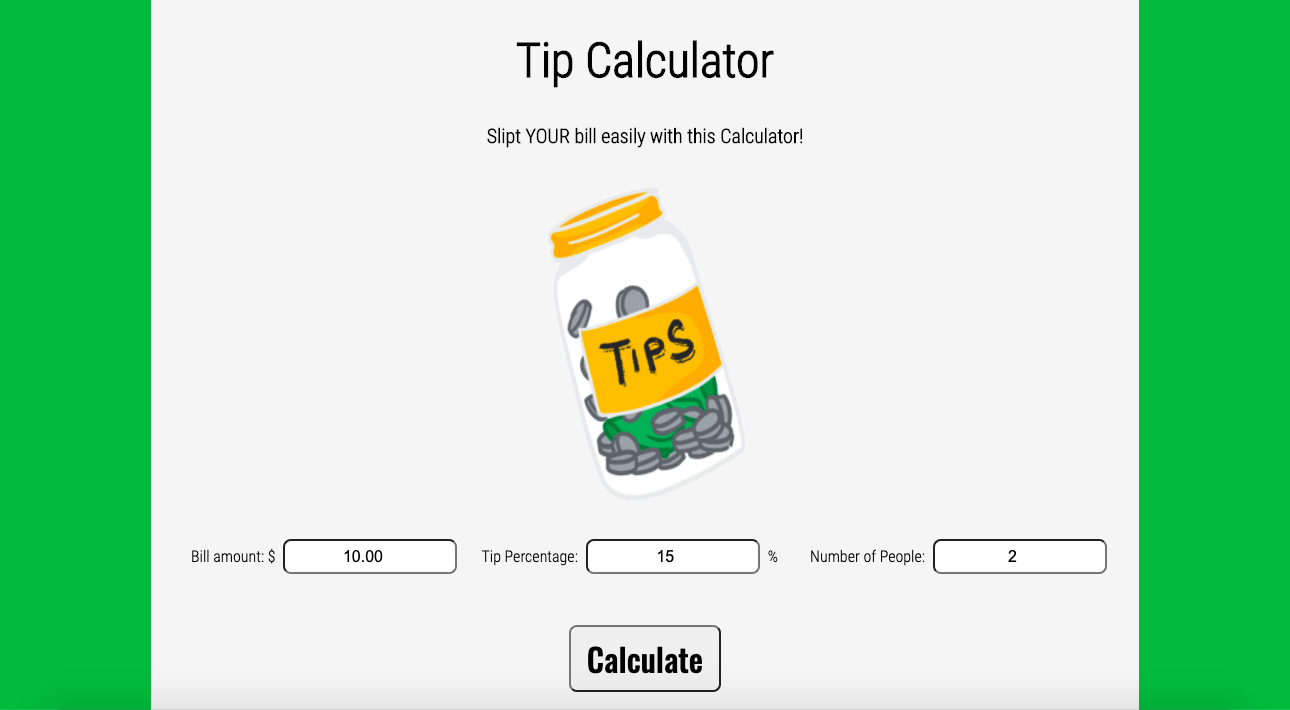 Tip Calculator
Slipt YOUR bill easily with this Calculator!
TIPS
Bill amount: $ 10.00 Tip Percentage: 15 % Number of People: 2
Calculate